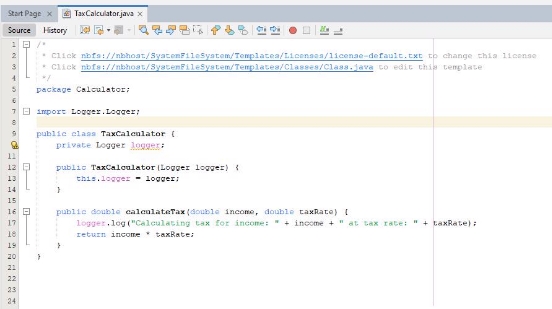 Start Page
TaxCalculator.java
Source History
1 /*
2 * Click nbfs://nbhost/SystemFileSystem/Templates/Licenses/license-default.txt to change this license
3 * Click nbfs://nbhost/SystemFileSystem/Templates/Classes/Class.java to edit this template
4 */
5 package Calculator;
6
7 import Logger.Logger;
8
9 public class TaxCalculator {
private Logger logger;
11
12 public TaxCalculator(Logger logger) {
13 this.logger = logger;
14 }
15
16 public double calculateTax(double income, double taxRate) {
17 logger.log("Calculating tax for income: " + income + " at tax rate: " + taxRate);
18 return income * taxRate;
19 }
20 }
21
22
23
24